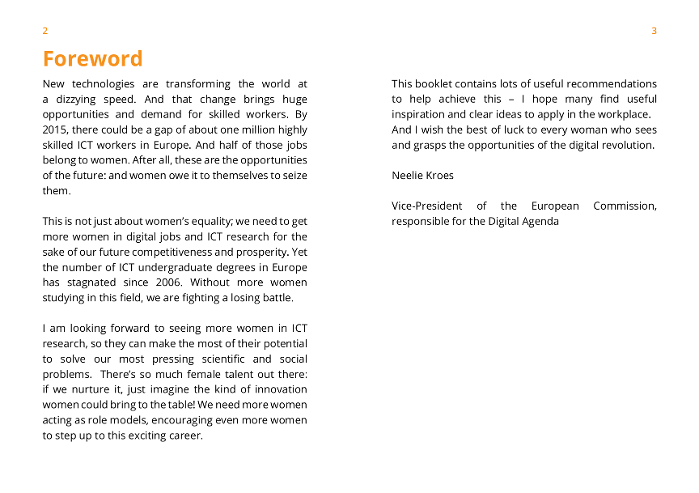 2
Foreword
New technologies are transforming the world at
a dizzying speed. And that change brings huge
opportunities and demand for skilled workers. By
2015, there could be a gap of about one million highly
skilled ICT workers in Europe. And half of those jobs
belong to women. After all, these are the opportunities
of the future: and women owe it to themselves to seize
them.
This is not just about women's equality; we need to get
more women in digital jobs and ICT research for the
sake of our future competitiveness and prosperity. Yet
the number of ICT undergraduate degrees in Europe
has stagnated since 2006. Without more women
studying in this field, we are fighting a losing battle.
I am looking forward to seeing more women in ICT
research, so they can make the most of their potential
to solve our most pressing scientific and social
problems. There's so much female talent out there:
if we nurture it, just imagine the kind of innovation
women could bring to the table! We need more women
acting as role models, encouraging even more women
to step up to this exciting career.
3
This booklet contains lots of useful recommendations
to help achieve this – I hope many find useful
inspiration and clear ideas to apply in the workplace.
And I wish the best of luck to every woman who sees
and grasps the opportunities of the digital revolution.
Neelie Kroes
Vice-President of the European Commission,
responsible for the Digital Agenda